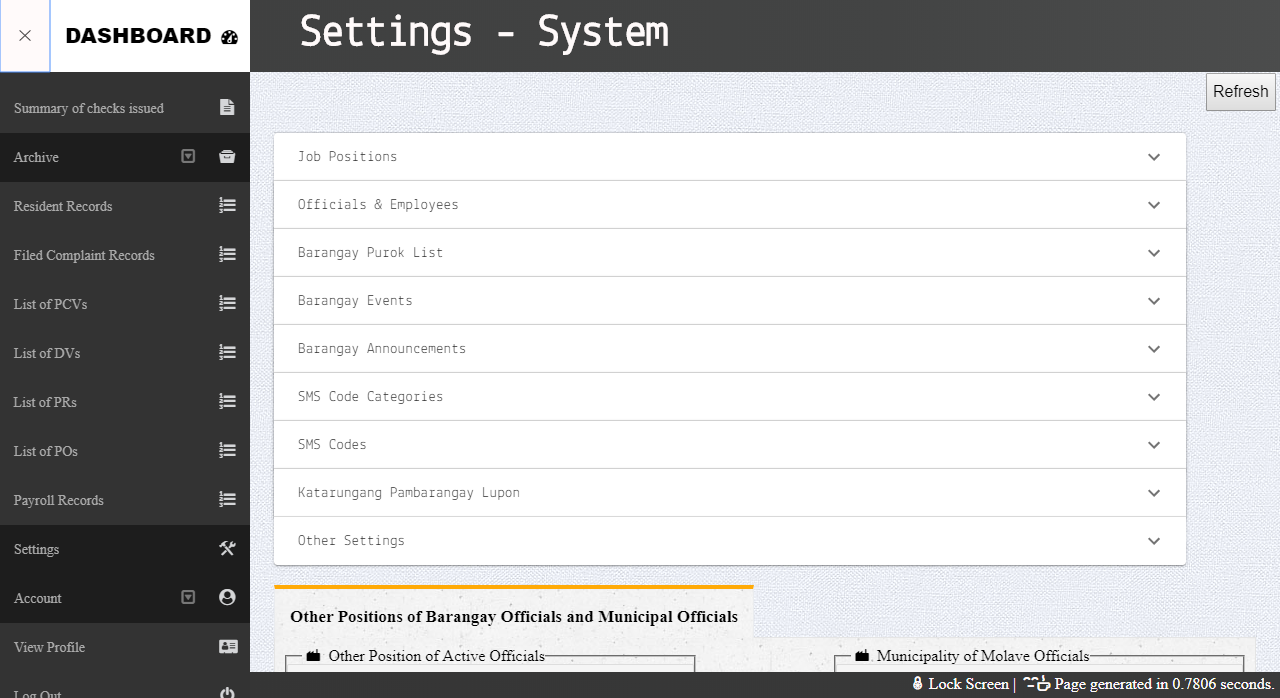 DASHBOARD
Settings - System
Refresh
Summary of checks issued
Archive
Resident Records
Filed Complaint Records
List of PCVs
List of DVs
List of PRs
List of POs
Payroll Records
Settings
Account
View Profile
Log Out
Job Positions
Officials & Employees
Barangay Purok List
Barangay Events
Barangay Announcements
SMS Code Categories
SMS Codes
Katarungang Pambarangay Lupon
Other Settings
Other Positions of Barangay Officials and Municipal Officials
Other Position of Active Officials
Municipality of Molave Officials
Lock Screen | Page generated in 0.7806 seconds.